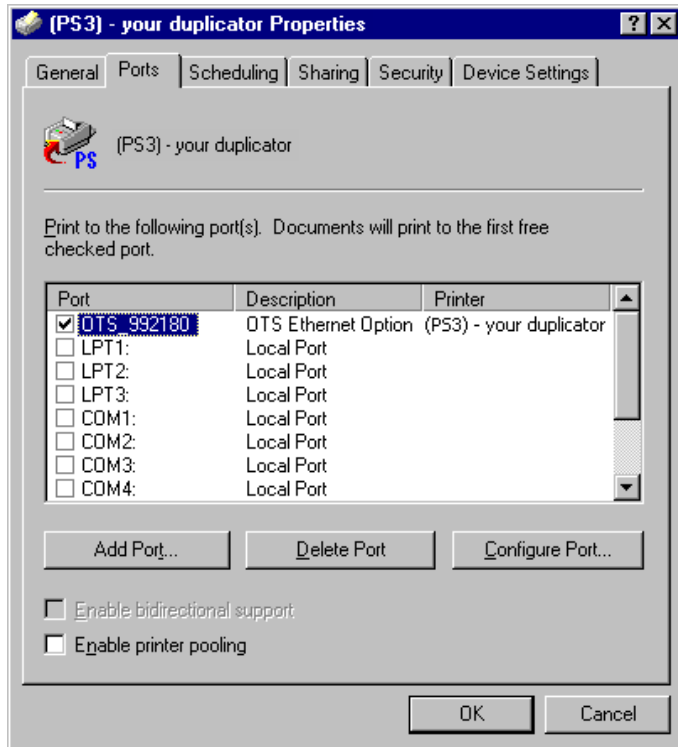 (PS3) - your duplicator Properties
General Ports Scheduling Sharing Security Device Settings
PS (PS3) - your duplicator
Print to the following port(s). Documents will print to the first free
checked port.
Port Description Printer
OTS_992180 OTS Ethernet Option (PS3) - your duplicator
LPT1: Local Port
LPT2: Local Port
LPT3: Local Port
COM1: Local Port
COM2: Local Port
COM3: Local Port
COM4: Local Port
Add Port... Delete Port Configure Port...
Enable bidirectional support
Enable printer pooling
OK Cancel